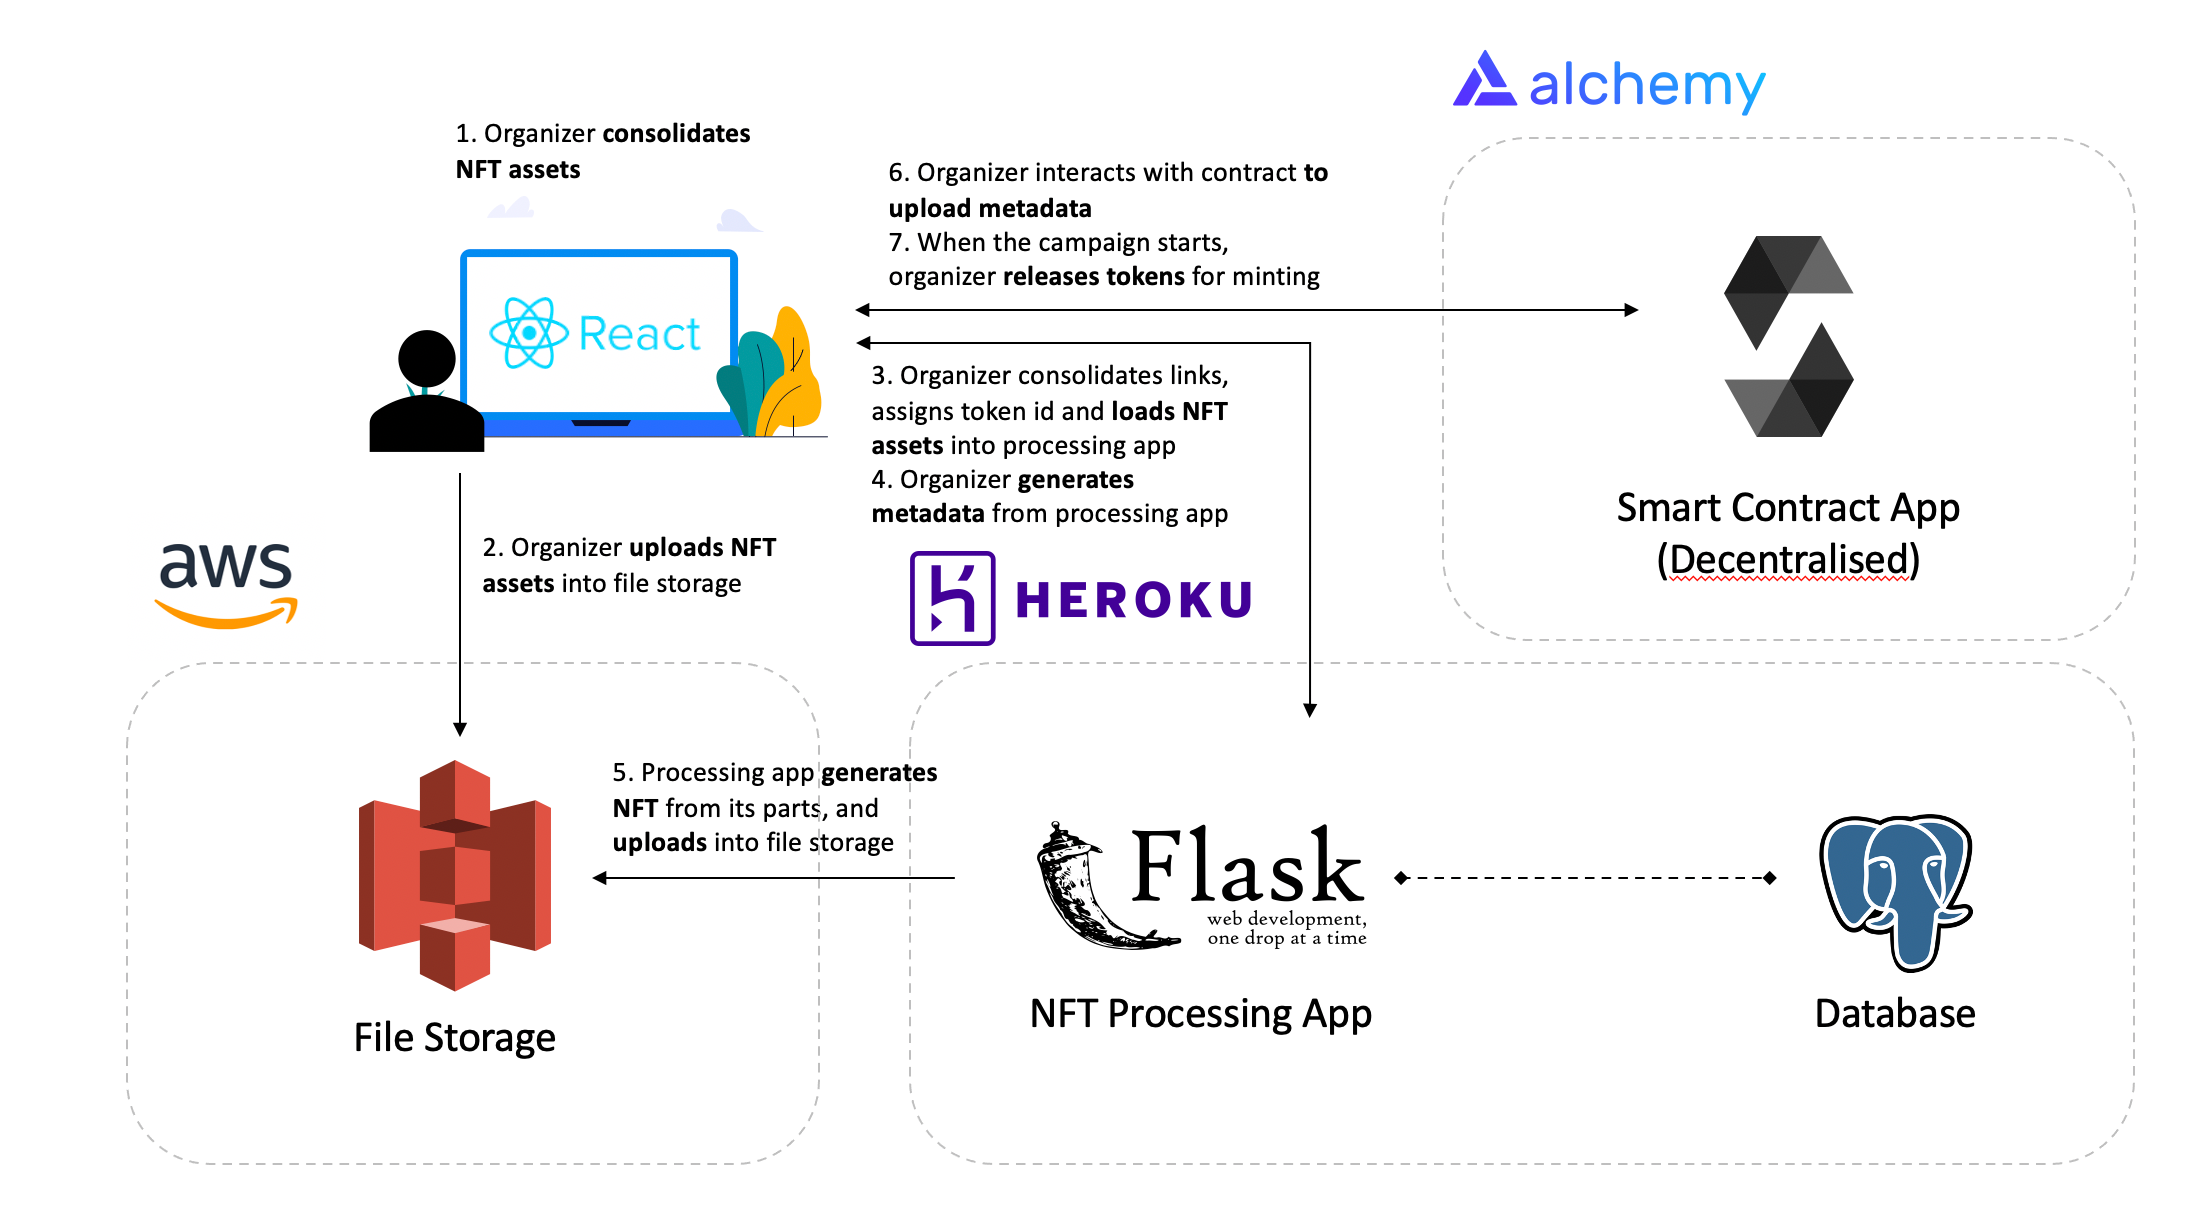 alchemy
1. Organizer consolidates
NFT assets
6. Organizer interacts with contract to
upload metadata
7. When the campaign starts,
organizer releases tokens for minting
React
3. Organizer consolidates links,
assigns token id and loads NFT
assets into processing app
4. Organizer generates
metadata from processing app
Smart Contract App
(Decentralised)
aws
2. Organizer uploads NFT
assets into file storage
HEROKU
5. Processing app generates
NFT from its parts, and
uploads into file storage
Flask
web development,
one drop at a time
File Storage
NFT Processing App
Database